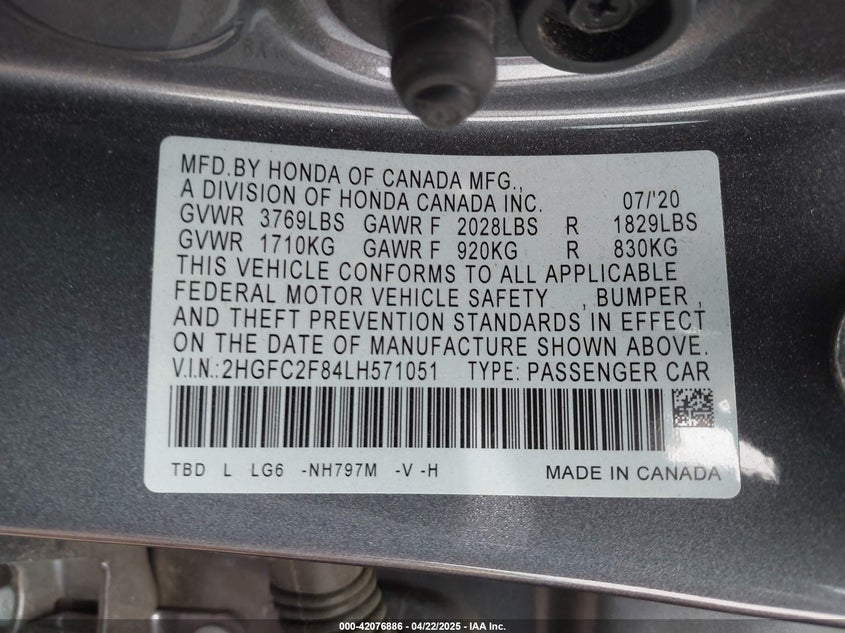 MFD.BY HONDA OF CANADA MFG.,
A DIVISION OF HONDA CANADA INC. 07/'20
GVWR 3769LBS GAWR F 2028LBS R 1829LBS
GVWR 1710KG GAWR F 920KG R 830KG
THIS VEHICLE CONFORMS TO ALL APPLICABLE
FEDERAL MOTOR VEHICLE SAFETY , BUMPER ,
AND THEFT PREVENTION STANDARDS IN EFFECT
ON THE DATE OF MANUFACTURE SHOWN ABOVE.
V.I.N.:2HGFC2F84LH571051 TYPE: PASSENGER CAR
TBD L LG6 -NH797M -V -H MADE IN CANADA
000-42076886 - 04/22/2025 - IAA Inc.